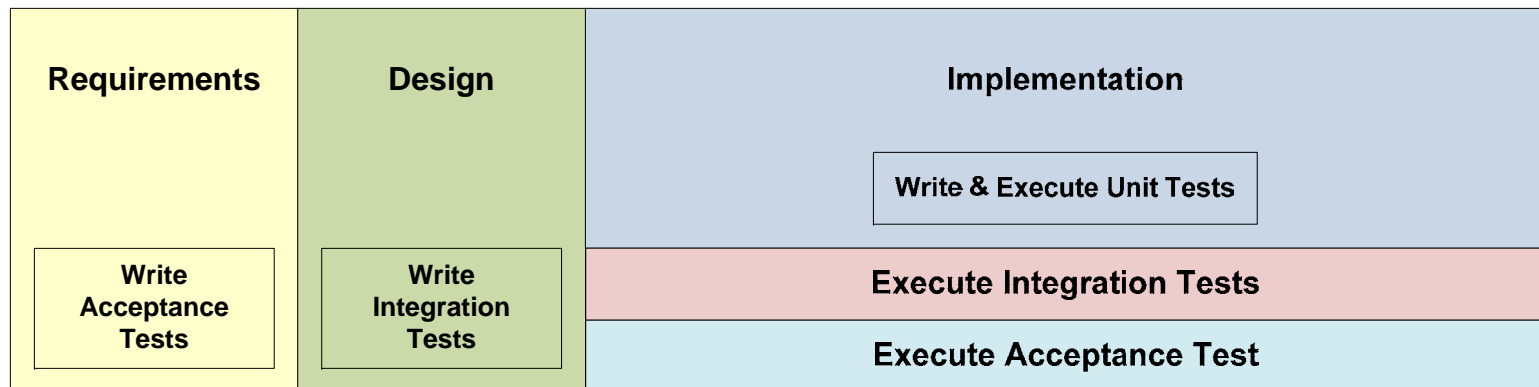 Requirements
Design
Implementation
Write & Execute Unit Tests
Write
Acceptance
Tests
Write
Integration
Tests
Execute Integration Tests
Execute Acceptance Test